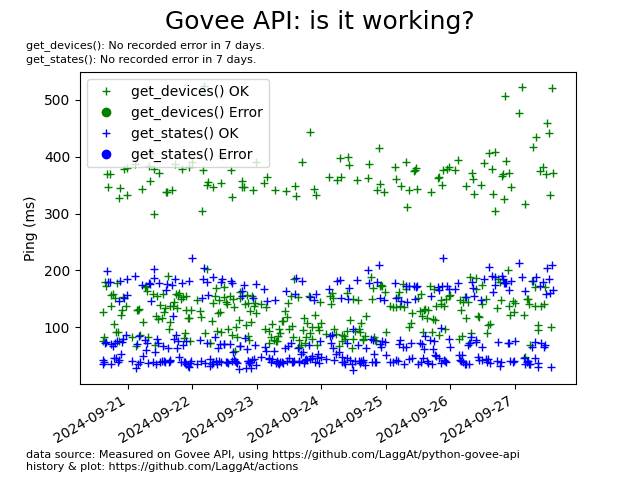 Govee API: is it working?
get_devices(): No recorded error in 7 days.
get_states(): No recorded error in 7 days.
get_devices() OK
get_devices() Error
get_states() OK
get_states() Error
Ping (ms)
500
400
300
200
100
2024-09-21
2024-09-22
2024-09-23
2024-09-24
2024-09-25
2024-09-26
2024-09-27
data source: Measured on Govee API, using https://github.com/LaggAt/python-govee-api
history & plot: https://github.com/LaggAt/actions